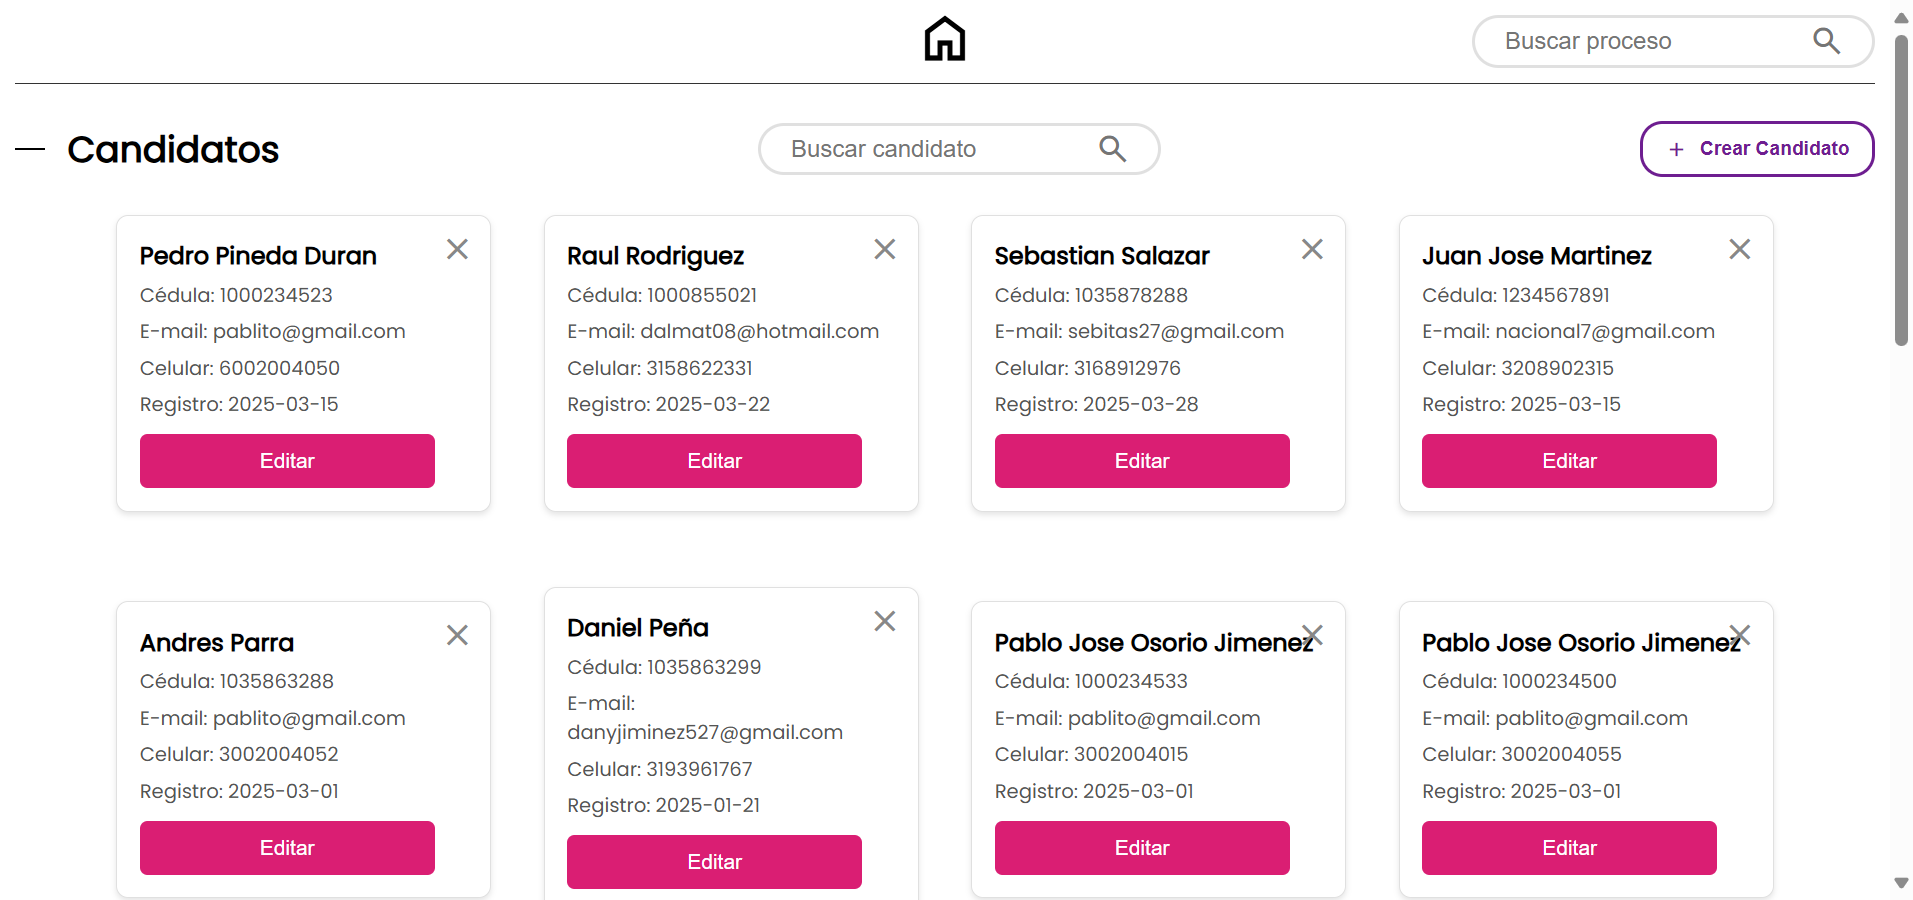 Buscar proceso
Candidatos
Buscar candidato
+ Crear Candidato
Pedro Pineda Duran
Cédula: 1000234523
E-mail: pablito@gmail.com
Celular: 6002004050
Registro: 2025-03-15
Editar
Raul Rodriguez
Cédula: 1000855021
E-mail: dalmat08@hotmail.com
Celular: 3158622331
Registro: 2025-03-22
Editar
Sebastian Salazar
Cédula: 1035878288
E-mail: sebitas27@gmail.com
Celular: 3168912976
Registro: 2025-03-28
Editar
Juan Jose Martinez
Cédula: 1234567891
E-mail: nacional7@gmail.com
Celular: 3208902315
Registro: 2025-03-15
Editar
Andres Parra
Cédula: 1035863288
E-mail: pablito@gmail.com
Celular: 3002004052
Registro: 2025-03-01
Editar
Daniel Peña
Cédula: 1035863299
E-mail:
danyjiminez527@gmail.com
Celular: 3193961767
Registro: 2025-01-21
Editar
Pablo Jose Osorio Jimenez
Cédula: 1000234533
E-mail: pablito@gmail.com
Celular: 3002004015
Registro: 2025-03-01
Editar
Pablo Jose Osorio Jimenez
Cédula: 1000234500
E-mail: pablito@gmail.com
Celular: 3002004055
Registro: 2025-03-01
Editar